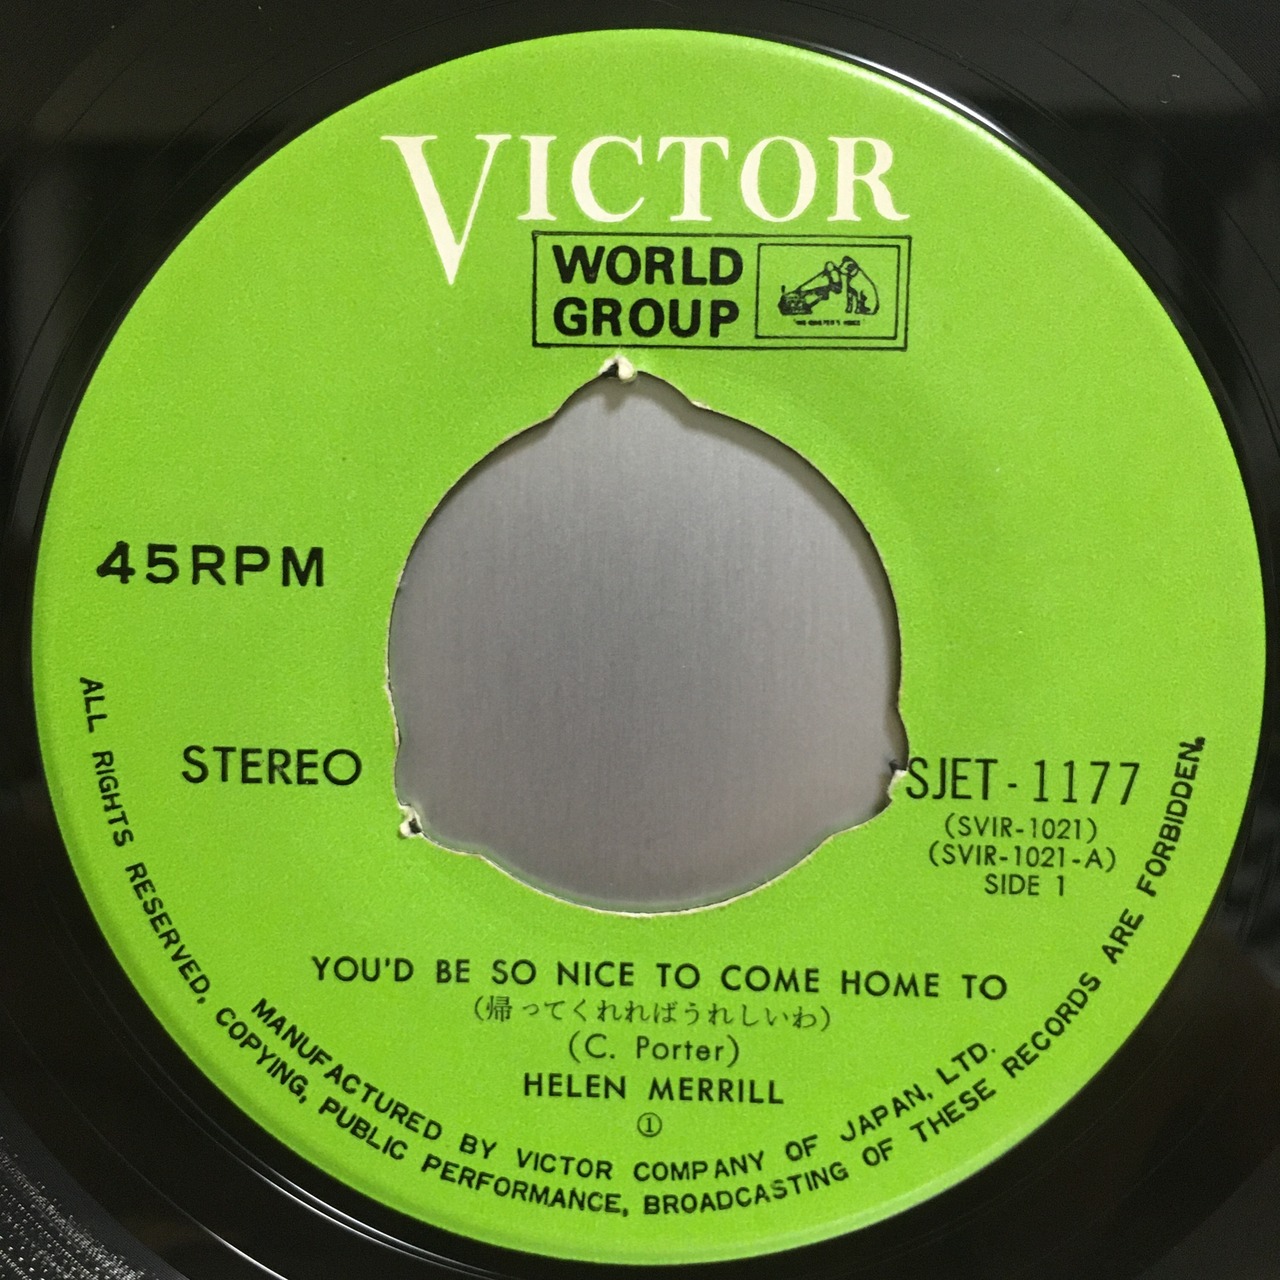 VICTOR
WORLD
GROUP
45RPM
STEREO
SJET-1177
(SVIR-1021)
(SVIR-1021-A)
SIDE 1
YOU'D BE SO NICE TO COME HOME TO
(帰ってくれればうれしいわ)
(C. Porter)
HELEN MERRILL
①
MANUFACTURED BY VICTOR COMPANY OF JAPAN, LTD.
ALL RIGHTS RESERVED, COPYING, PUBLIC PERFORMANCE, BROADCASTING OF THESE RECORDS ARE FORBIDDEN.